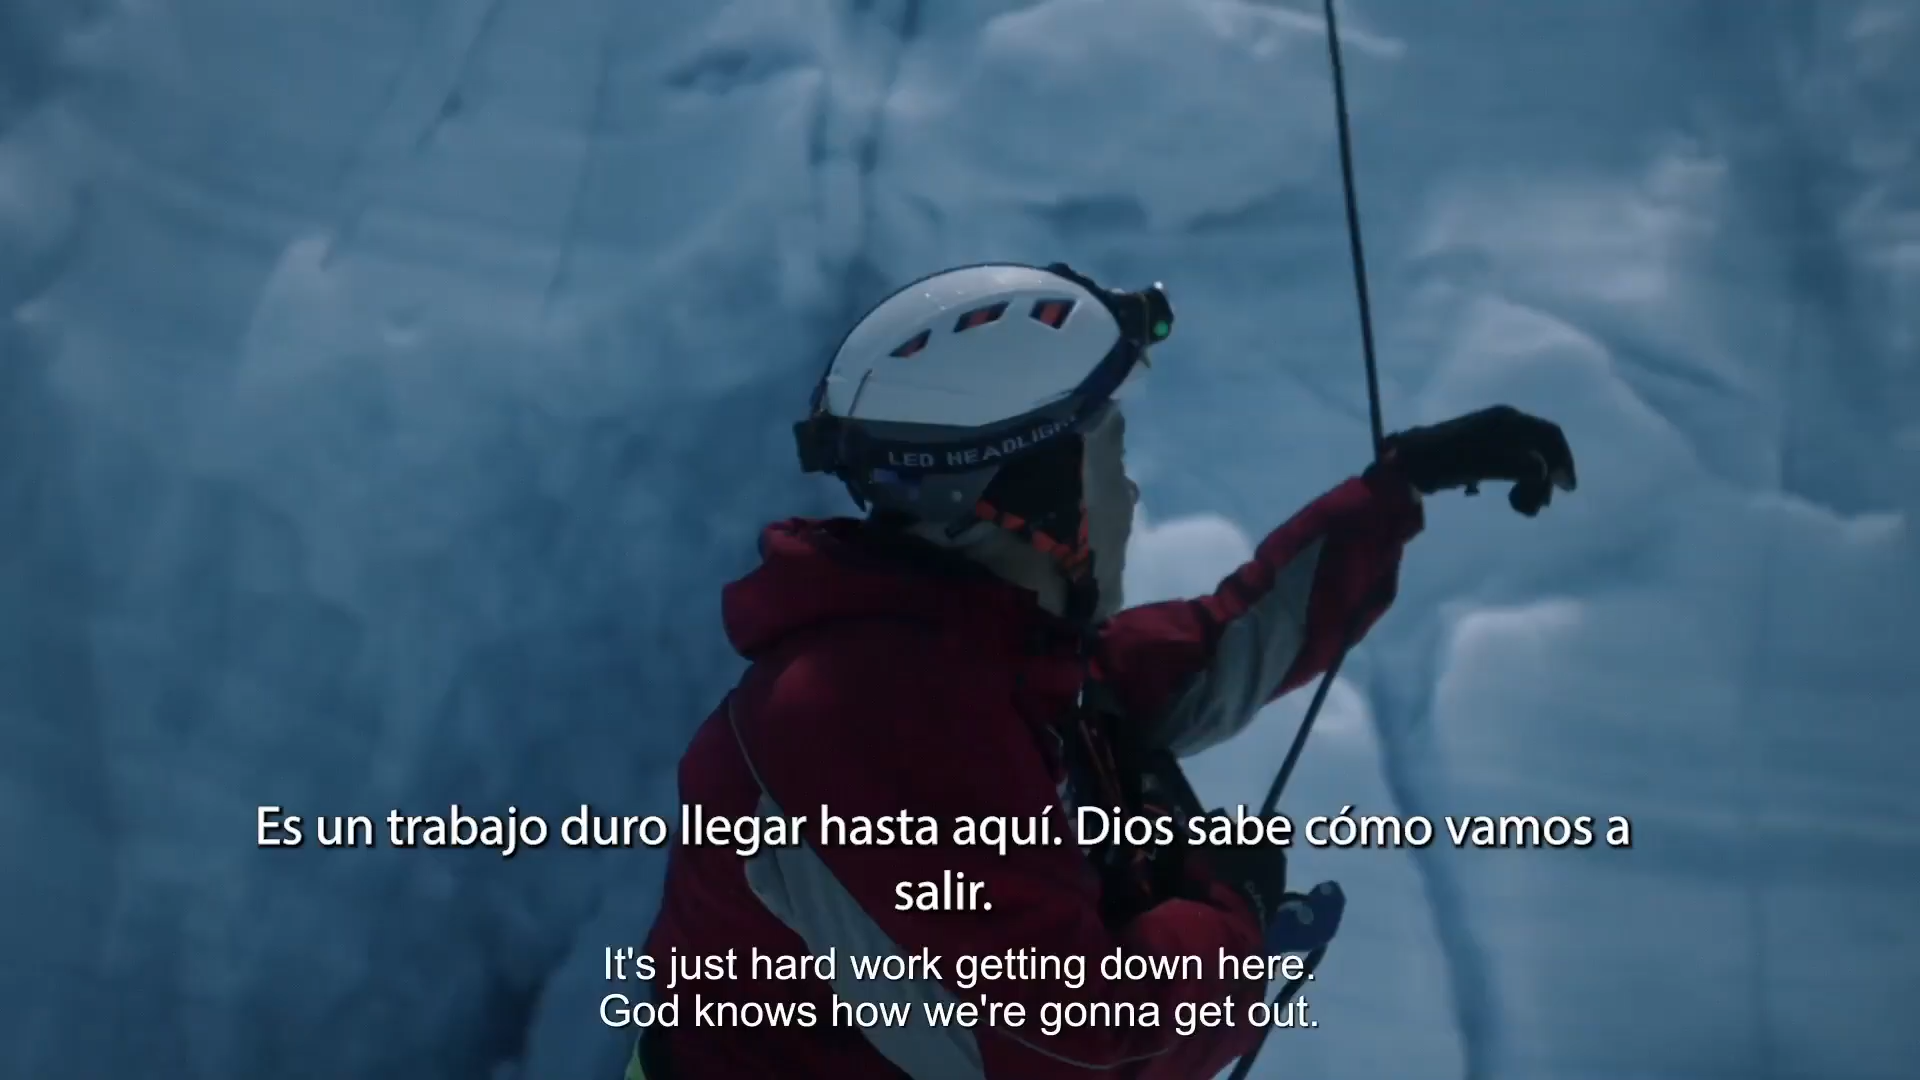 LED HEADLIGH
Es un trabajo duro llegar hasta aquí. Dios sabe cómo vamos a
salir.
It's just hard work getting down here.
God knows how we're gonna get out.